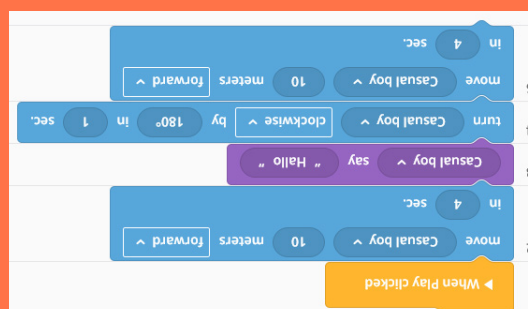 When Play clicked
move Casual boy 10 meters forward
in 4 sec.
Casual boy say " Hallo "
turn Casual boy clockwise by 180° in 1 sec.
move Casual boy 10 meters forward
in 4 sec.